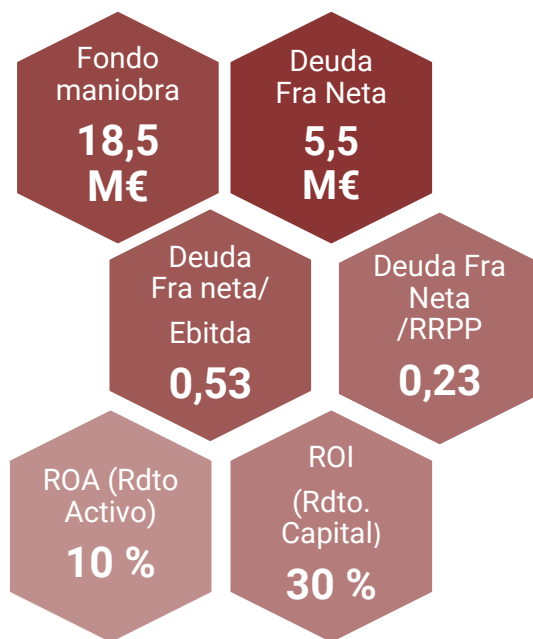 Fondo
maniobra
18,5
M€
Deuda
Fra Neta
5,5
M€
Deuda
Fra neta/
Ebitda
0,53
Deuda Fra
Neta
/RRPP
0,23
ROA (Rdto
Activo)
10 %
ROI
(Rdto.
Capital)
30 %